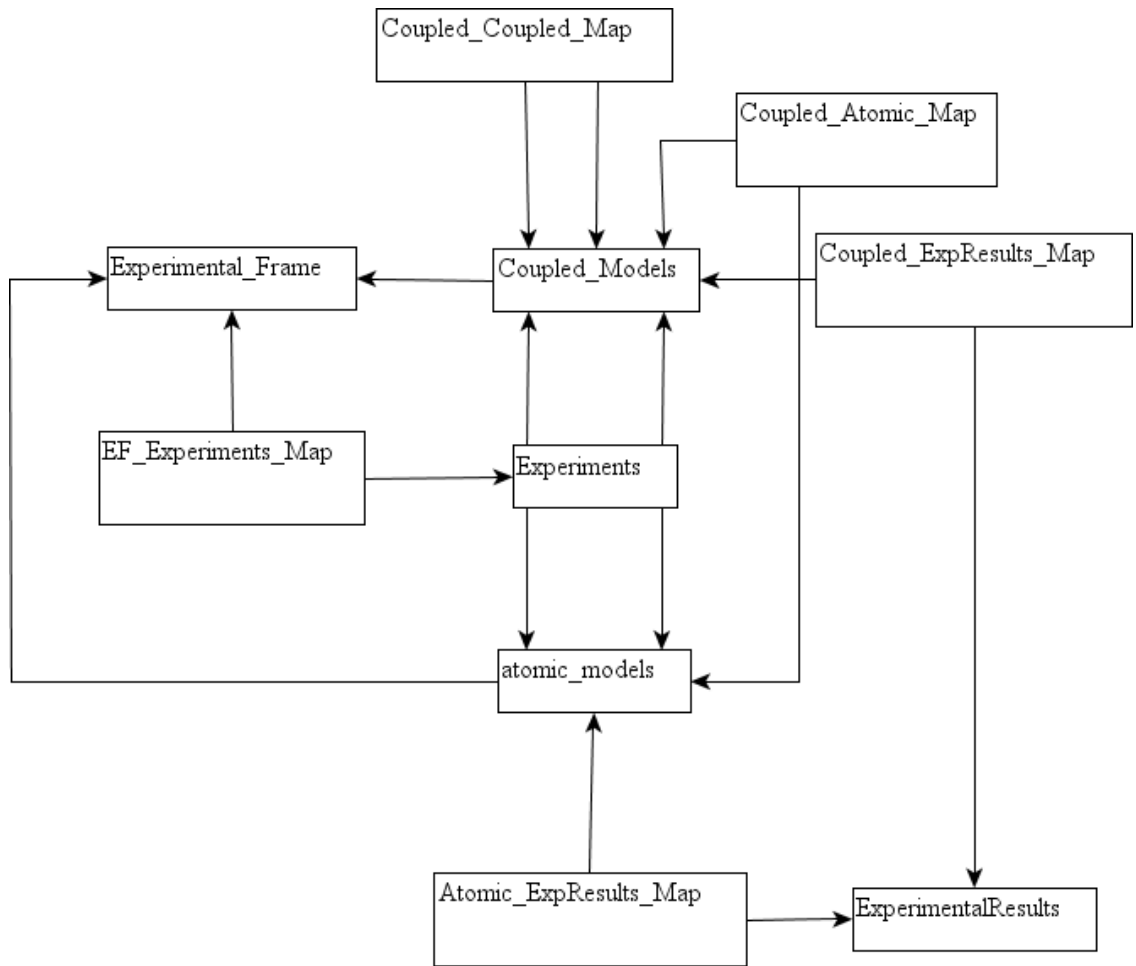 Coupled_Coupled_Map
Coupled_Atomic_Map
Experimental_Frame
Coupled_Models
Coupled_ExpResults_Map
EF_Experiments_Map
Experiments
atomic_models
Atomic_ExpResults_Map
ExperimentalResults